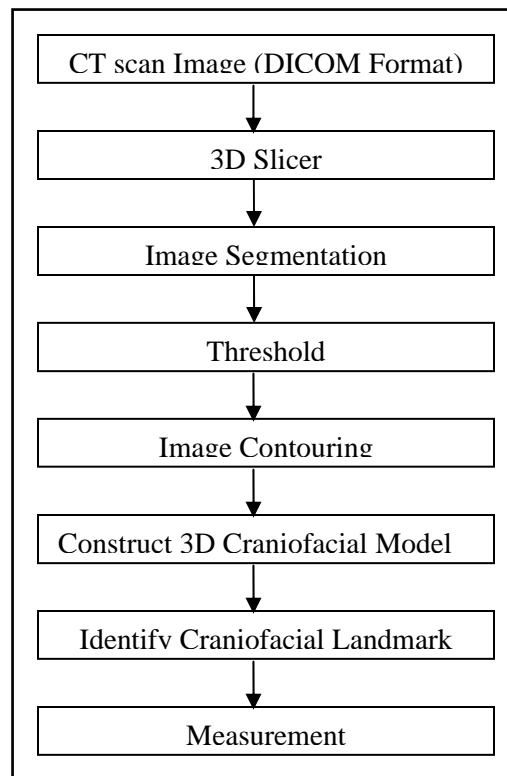 CT scan Image (DICOM Format)
3D Slicer
Image Segmentation
Threshold
Image Contouring
Construct 3D Craniofacial Model
Identify Craniofacial Landmark
Measurement